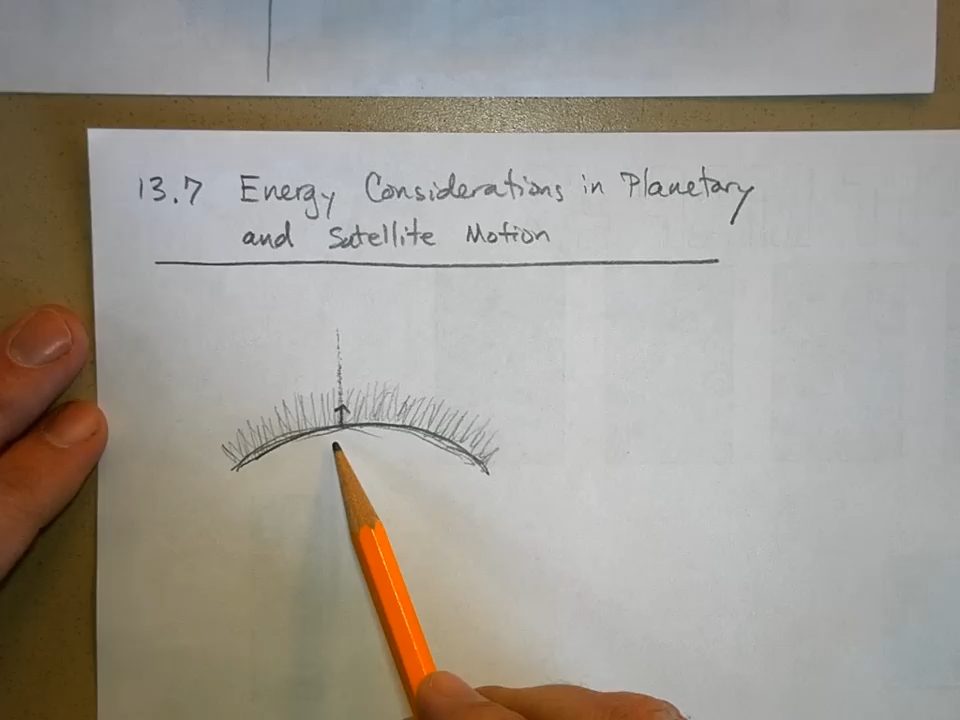 13.7 Energy Considerations in Planetary
and Satellite Motion